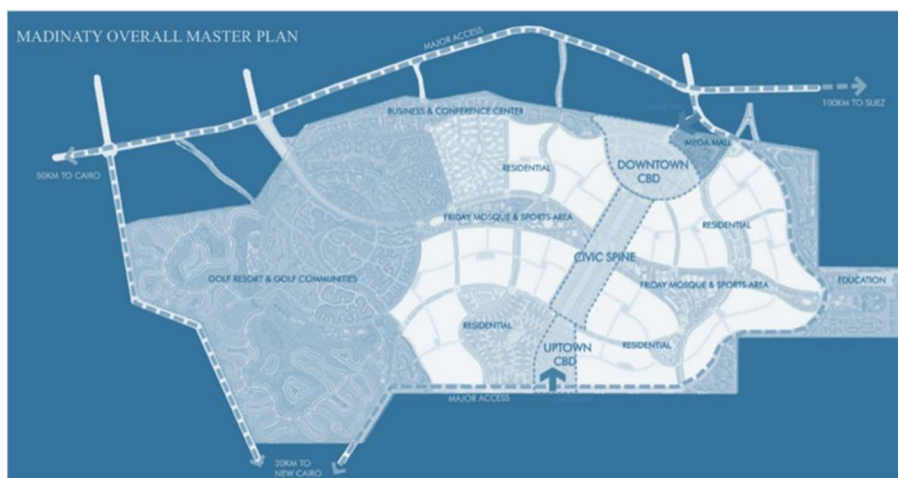 MADINATY OVERALL MASTER PLAN
MAJOR ACCESS
100KM TO SUEZ
GATEWAY
BUSINESS & CONFERENCE CENTER
MEGA MALL
50KM TO CAIRO
RESIDENTIAL
DOWNTOWN
CBD
RESIDENTIAL
FRIDAY MOSQUE & SPORTS AREA
CIVIC SPINE
GOLF RESORT & GOLF COMMUNITIES
FRIDAY MOSQUE & SPORTS AREA
EDUCATION
RESIDENTIAL
UPTOWN
CBD
RESIDENTIAL
MAJOR ACCESS
GATEWAY
30KM TO
NEW CAIRO